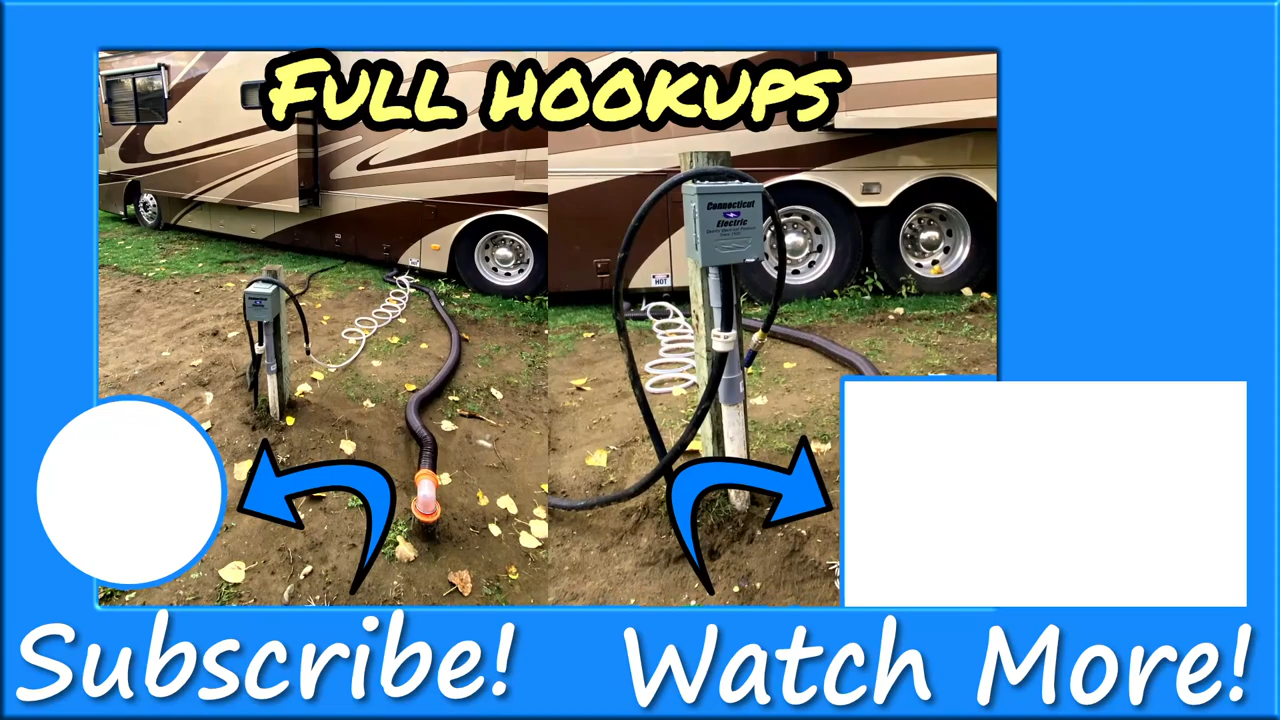 Full hookups
Connecticut
Electric
HOT
Subscribe!
Watch More!